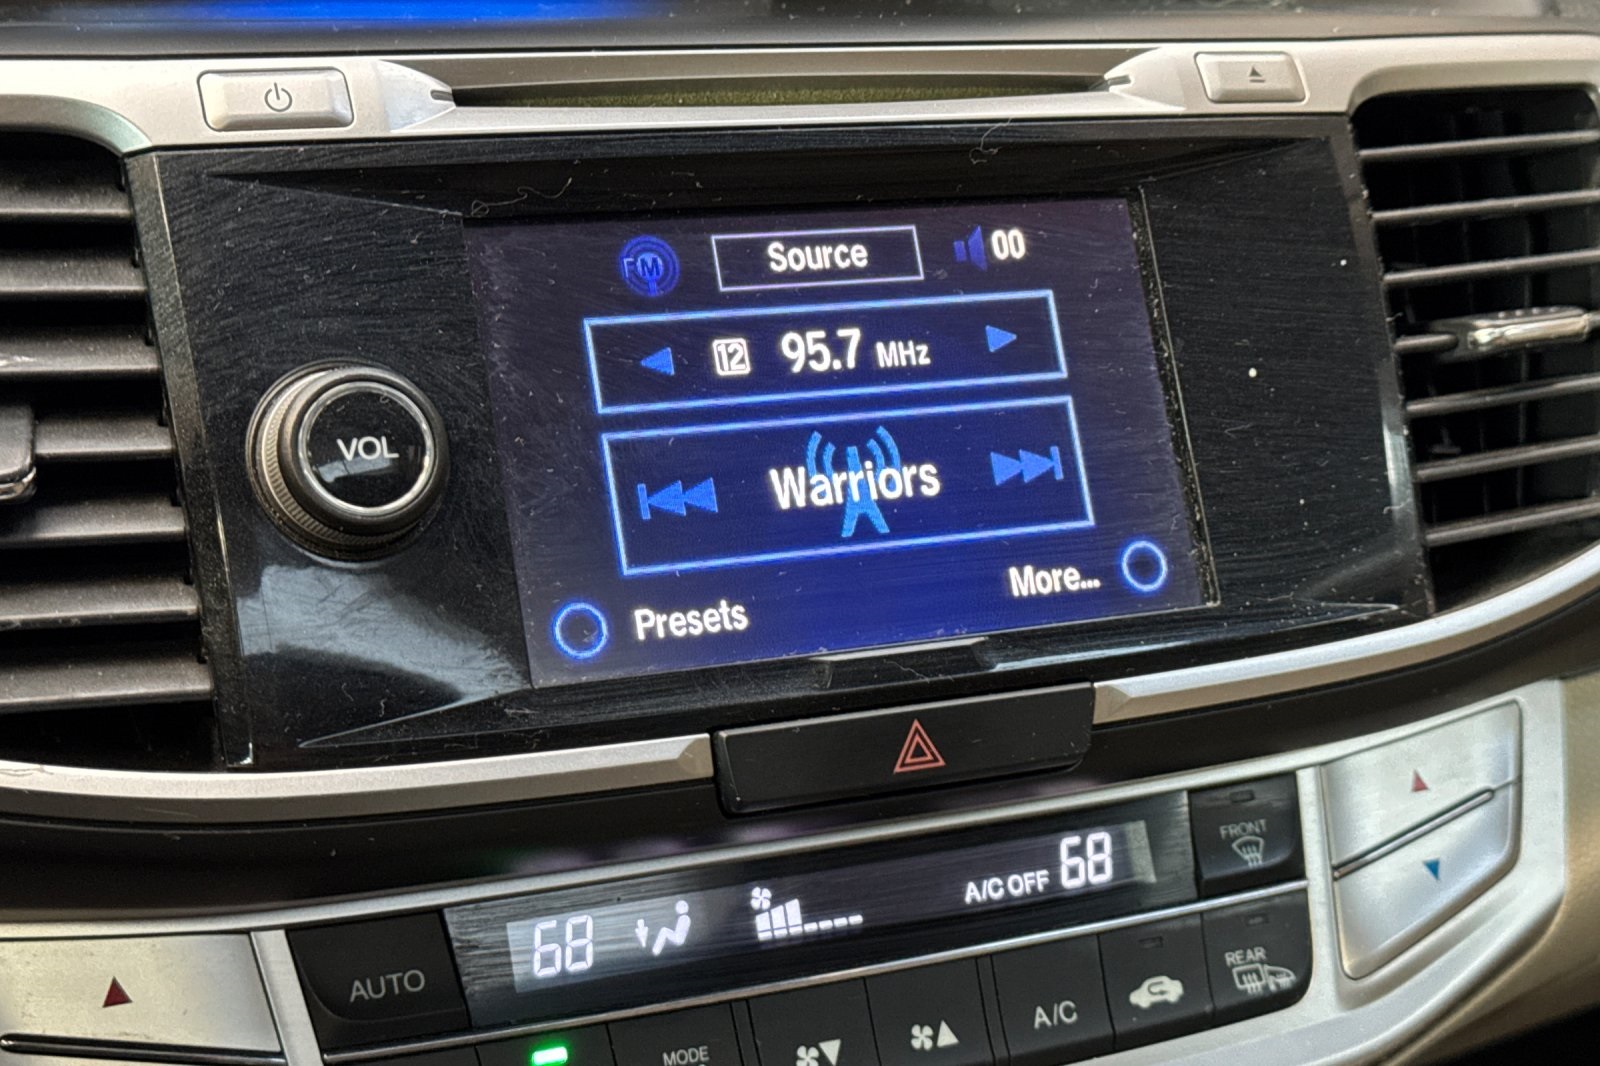 FM
Source
00
12 95.7 MHz
VOL
Warriors
Presets
More...
FRONT
68
A/C OFF 68
AUTO
REAR
MODE
A/C